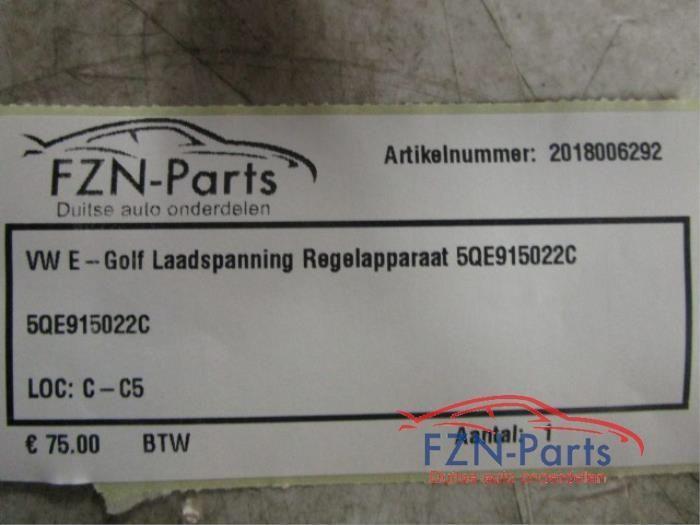 FZN-Parts
Duitse auto onderdelen
Artikelnummer: 2018006292
VW E-Golf Laadspanning Regelapparaat 5QE915022C
5QE915022C
LOC: C-C5
€ 75.00 BTW Aantal: 1
FZN-Parts
Duitse auto onderdelen